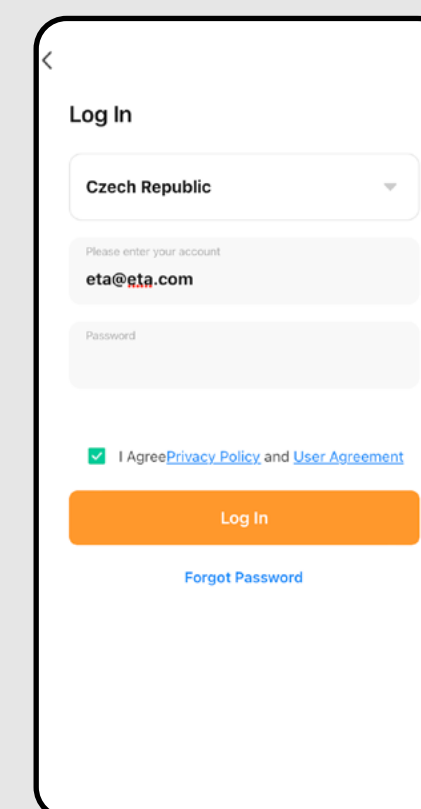 Log In
Czech Republic
Please enter your account
eta@eta.com
Password
I AgreePrivacy Policy and User Agreement
Log In
Forgot Password